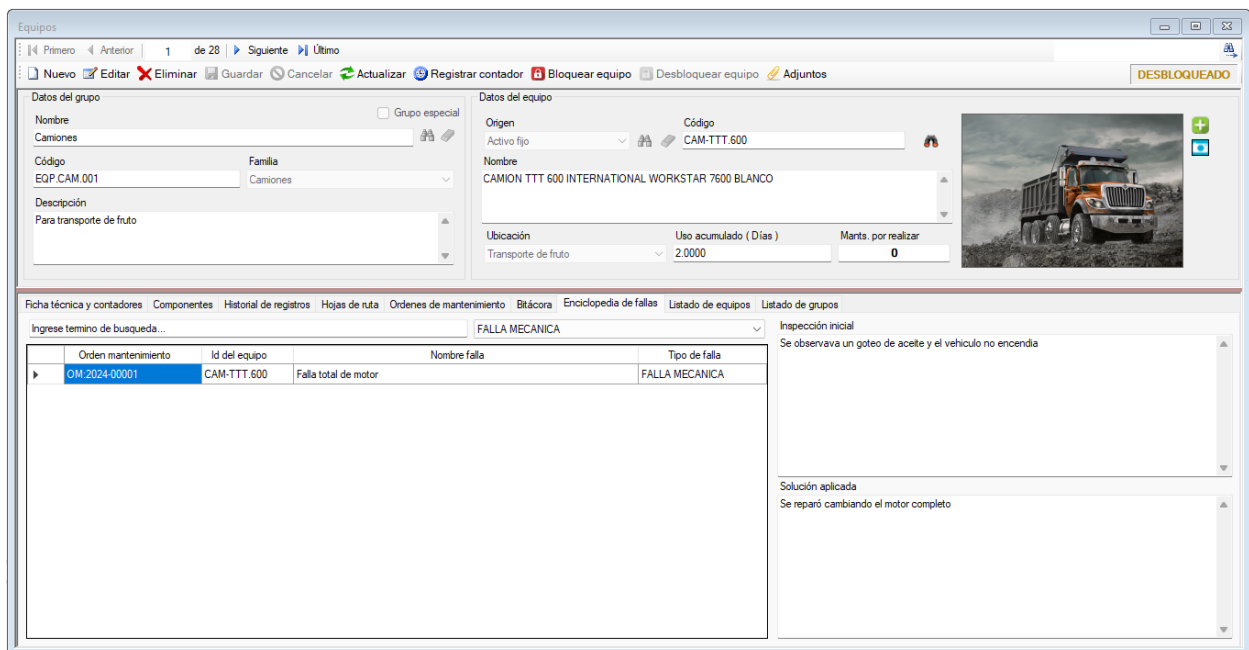 Equipos
Primero Anterior 1 de 28 Siguiente Último
Nuevo Editar Eliminar Guardar Cancelar Actualizar Registrar contador Bloquear equipo Desbloquear equipo Adjuntos DESBLOQUEADO
Datos del grupo
Grupo especial
Nombre
Camiones
Código Familia
EQP.CAM.001 Camiones
Descripción
Para transporte de fruto
Datos del equipo
Origen Código
Activo fijo CAM-TTT.600
Nombre
CAMION TTT 600 INTERNATIONAL WORKSTAR 7600 BLANCO
Ubicación Uso acumulado ( Días ) Mants. por realizar
Transporte de fruto 2.0000 0
Ficha técnica y contadores Componentes Historial de registros Hojas de ruta Ordenes de mantenimiento Bitácora Enciclopedia de fallas Listado de equipos Listado de grupos
Ingrese termino de busqueda... FALLA MECANICA
Orden mantenimiento Id del equipo Nombre falla Tipo de falla
OM:2024-00001 CAM-TTT.600 Falla total de motor FALLA MECANICA
Inspección inicial
Se observava un goteo de aceite y el vehiculo no encendia
Solución aplicada
Se reparó cambiando el motor completo